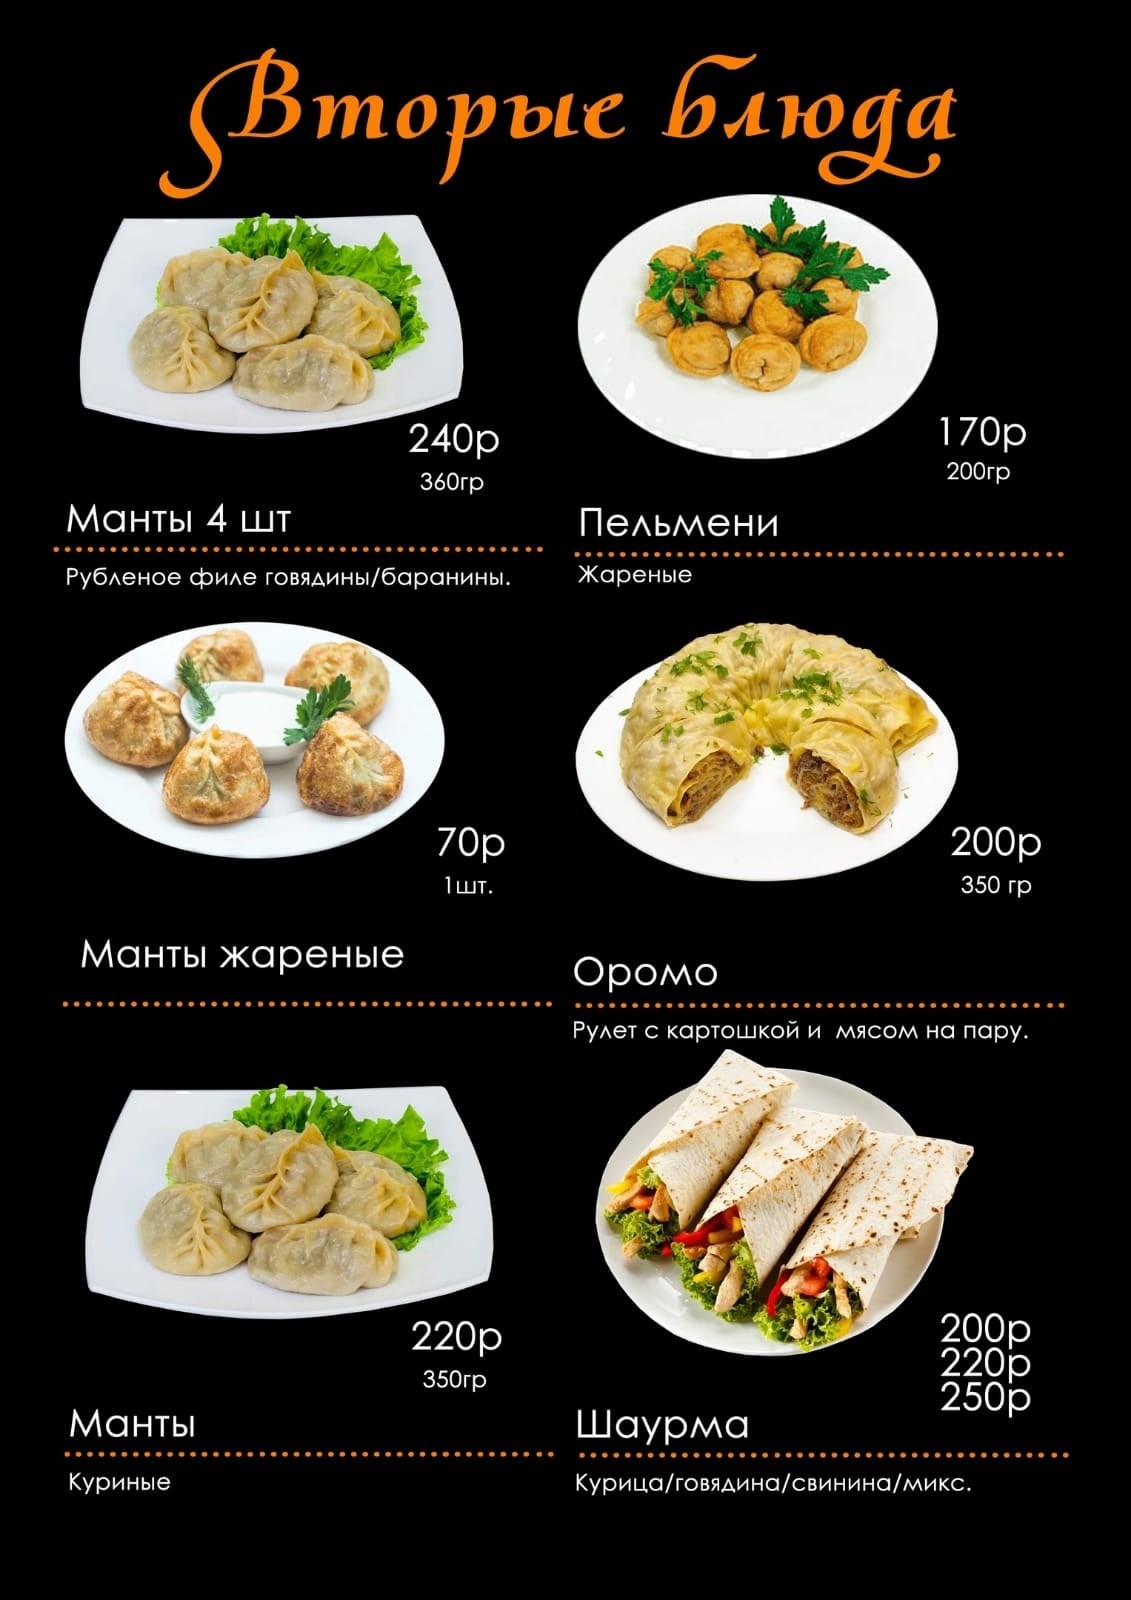 Вторые блюда
240р
360гр
Манты 4 шт
Рубленое филе говядины/баранины.
170р
200гр
Пельмени
Жареные
70р
1шт.
Манты жареные
200р
350 гр
Оромо
Рулет с картошкой и мясом на пару.
220р
350гр
Манты
Куриные
200р
220р
250р
Шаурма
Курица/говядина/свинина/микс.